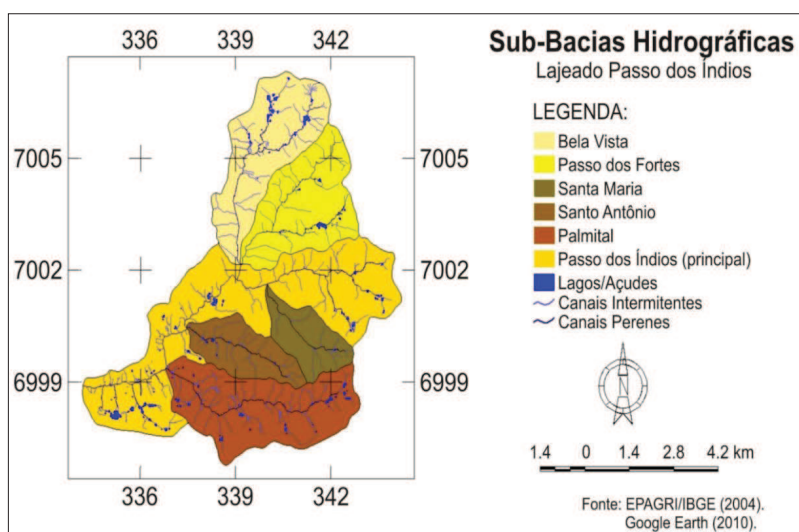 336 339 342
7005 7005
7002 7002
6999 6999
336 339 342
Sub-Bacias Hidrográficas
Lajeado Passo dos Índios
LEGENDA:
Bela Vista
Passo dos Fortes
Santa Maria
Santo Antônio
Palmital
Passo dos Índios (principal)
Lagos/Açudes
Canais Intermitentes
Canais Perenes
N
1.4 0 1.4 2.8 4.2 km
Fonte: EPAGRI/IBGE (2004).
Google Earth (2010).